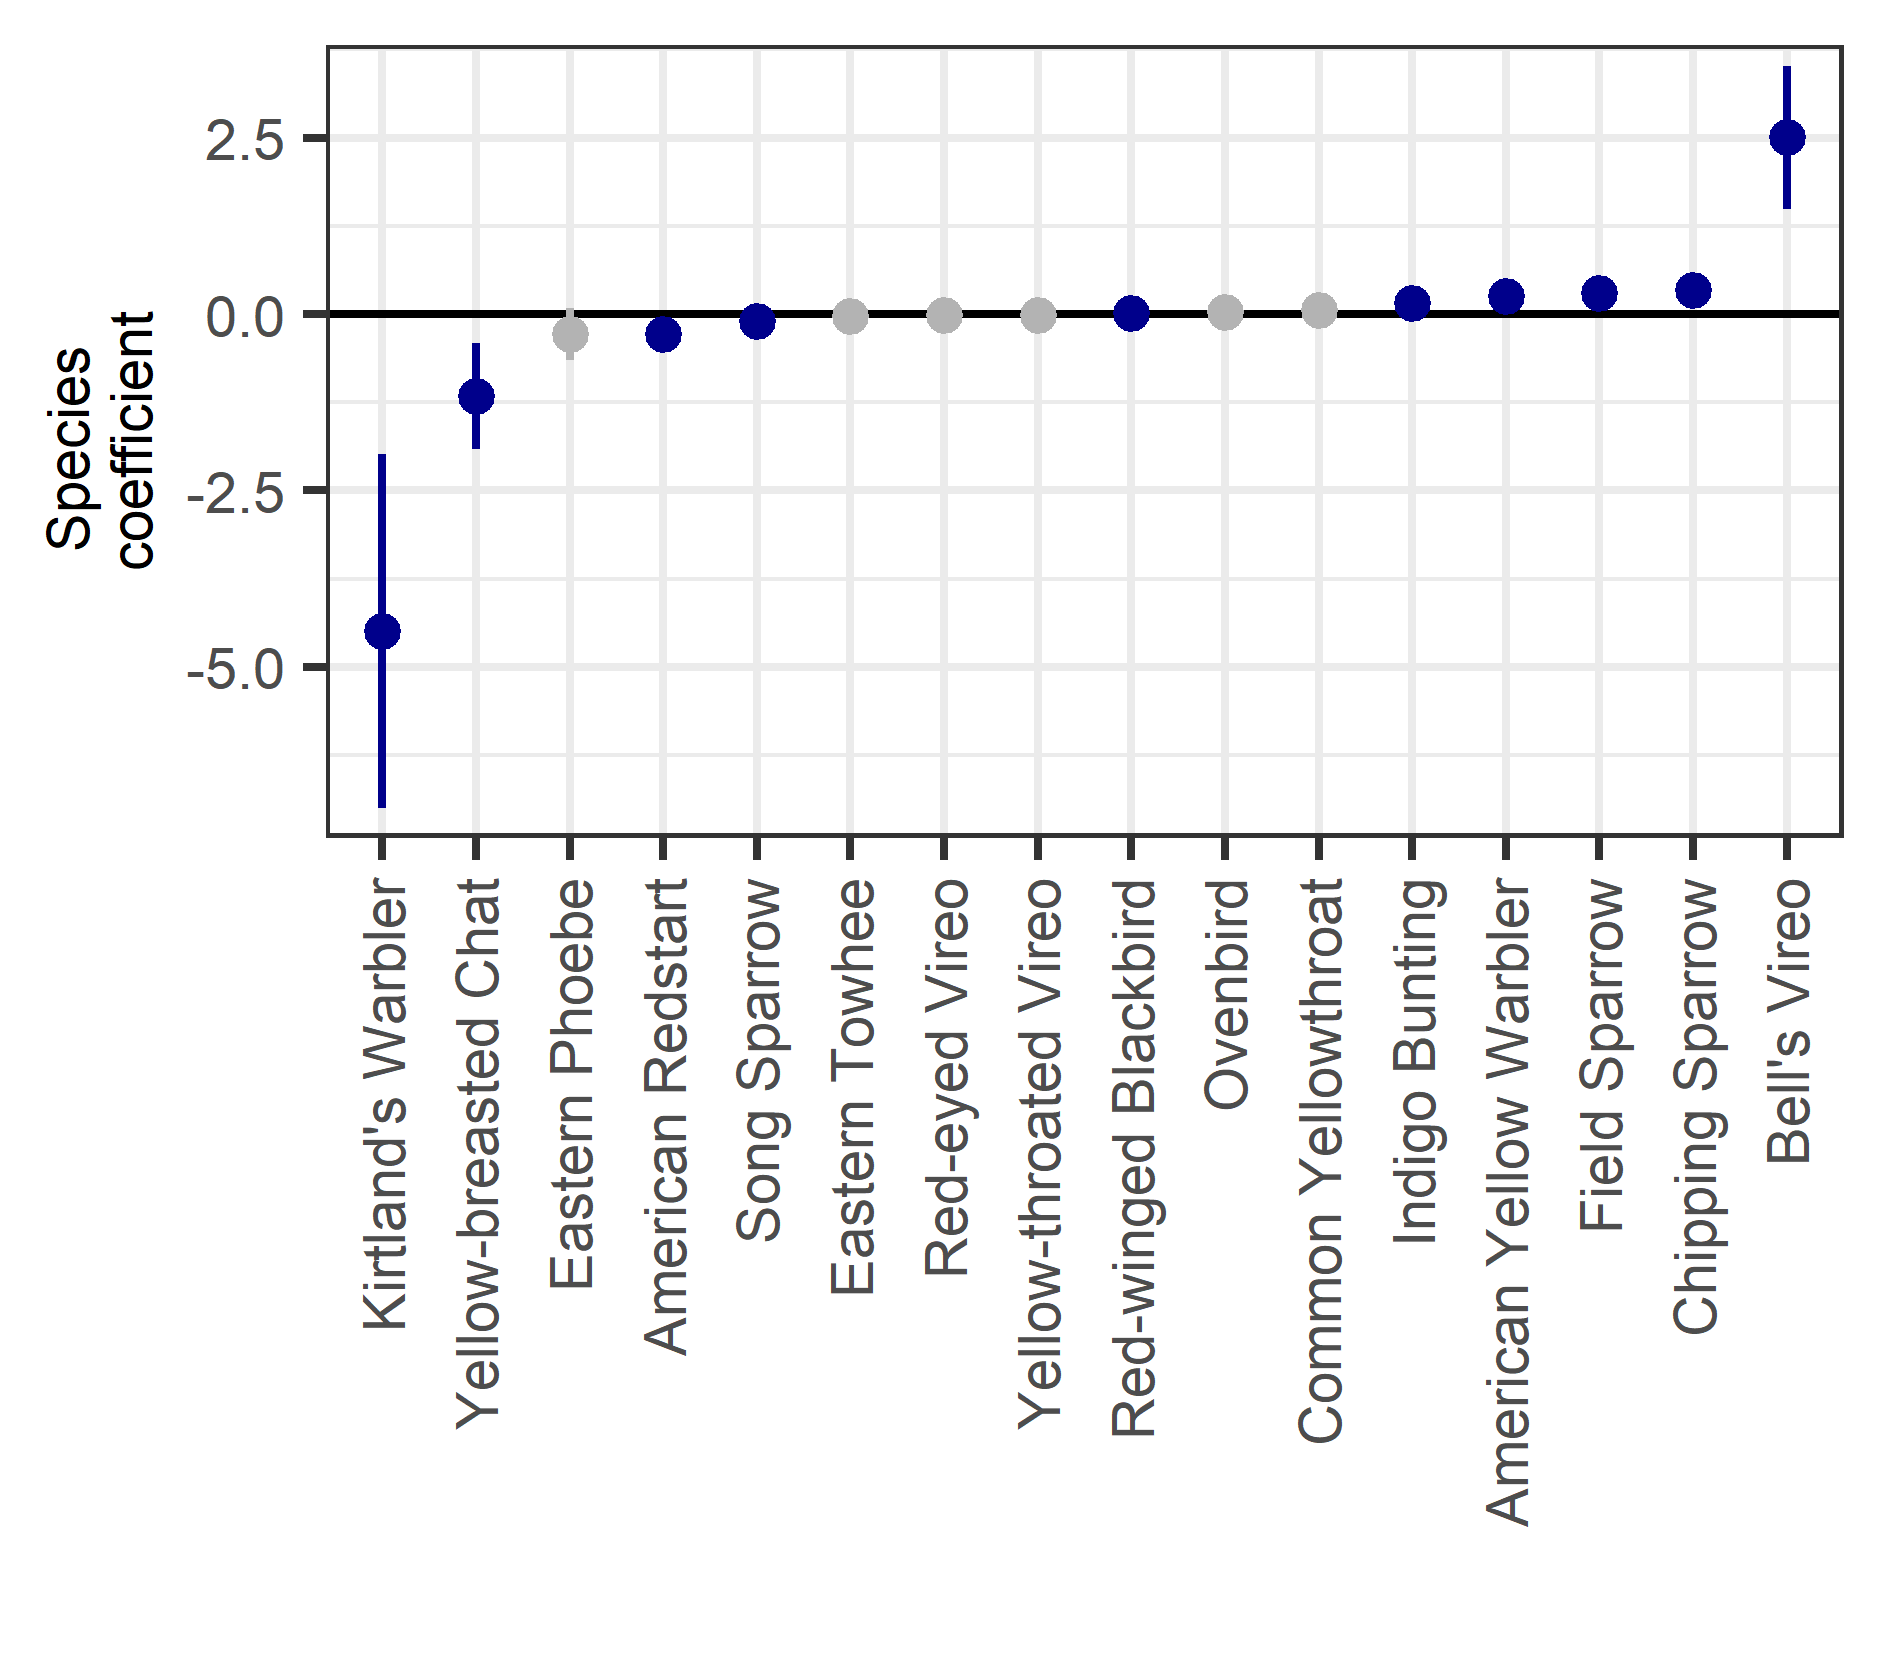 Species
coefficient
2.5
0.0
-2.5
-5.0
Kirtland's Warbler
Yellow-breasted Chat
Eastern Phoebe
American Redstart
Song Sparrow
Eastern Towhee
Red-eyed Vireo
Yellow-throated Vireo
Red-winged Blackbird
Ovenbird
Common Yellowthroat
Indigo Bunting
American Yellow Warbler
Field Sparrow
Chipping Sparrow
Bell's Vireo